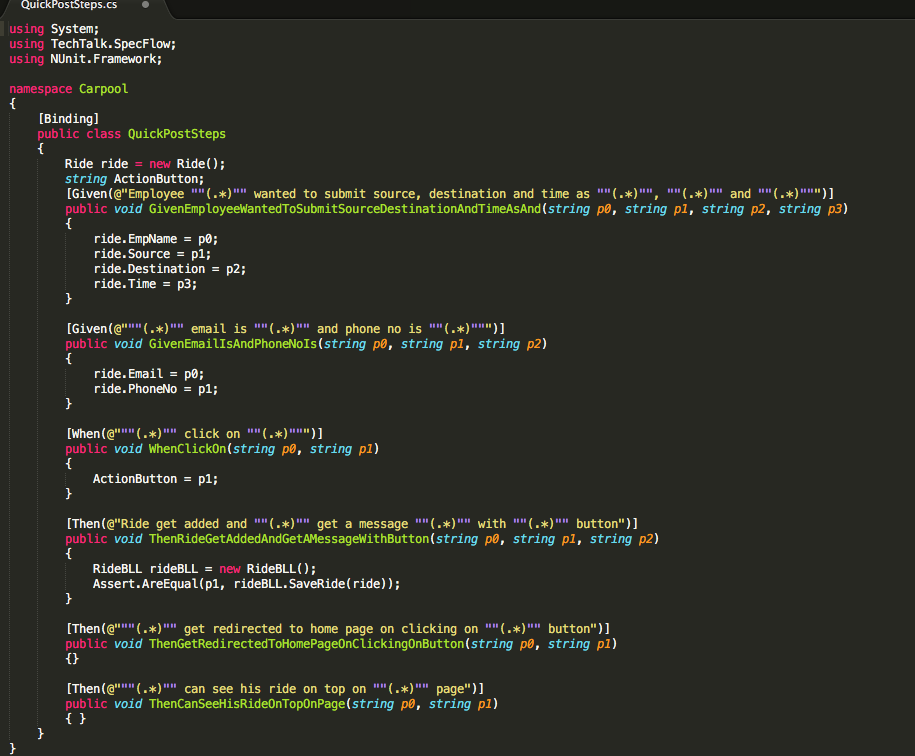 QuickPostSteps.cs
using System;
using TechTalk.SpecFlow;
using NUnit.Framework;
namespace Carpool
{
    [Binding]
    public class QuickPostSteps
    {
        Ride ride = new Ride();
        string ActionButton;
        [Given(@"Employee ""(.*)"" wanted to submit source, destination and time as ""(.*)"", ""(.*)"" and ""(.*)""")]
        public void GivenEmployeeWantedToSubmitSourceDestinationAndTimeAsAnd(string p0, string p1, string p2, string p3)
        {
            ride.EmpName = p0;
            ride.Source = p1;
            ride.Destination = p2;
            ride.Time = p3;
        }
        [Given(@"""(.*)"" email is ""(.*)"" and phone no is ""(.*)""")]
        public void GivenEmailIsAndPhoneNoIs(string p0, string p1, string p2)
        {
            ride.Email = p0;
            ride.PhoneNo = p1;
        }
        [When(@"""(.*)"" click on ""(.*)""")]
        public void WhenClickOn(string p0, string p1)
        {
            ActionButton = p1;
        }
        [Then(@"Ride get added and ""(.*)"" get a message ""(.*)"" with ""(.*)"" button")]
        public void ThenRideGetAddedAndGetAMessageWithButton(string p0, string p1, string p2)
        {
            RideBLL rideBLL = new RideBLL();
            Assert.AreEqual(p1, rideBLL.SaveRide(ride));
        }
        [Then(@"""(.*)"" get redirected to home page on clicking on ""(.*)"" button")]
        public void ThenGetRedirectedToHomePageOnClickingOnButton(string p0, string p1)
        {}
        [Then(@"""(.*)"" can see his ride on top on ""(.*)"" page")]
        public void ThenCanSeeHisRideOnTopOnPage(string p0, string p1)
        { }
    }
}